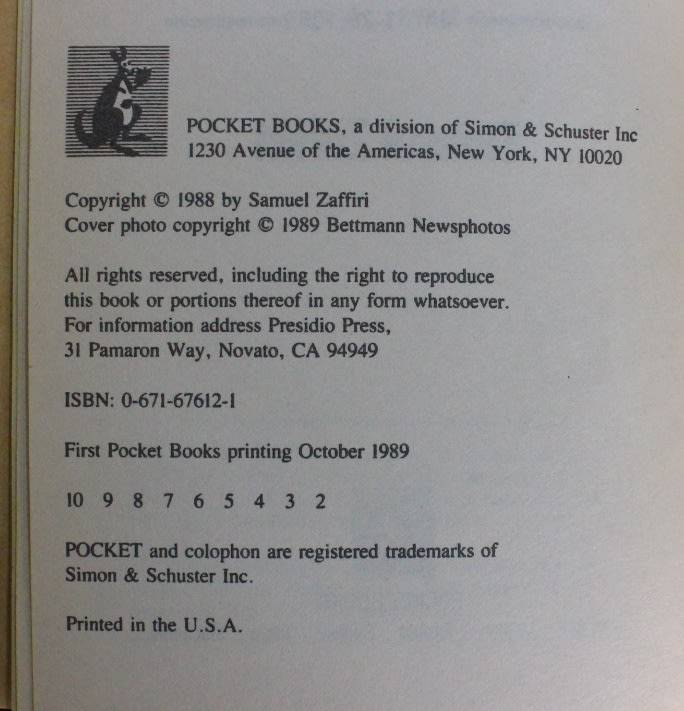 POCKET BOOKS, a division of Simon & Schuster Inc
1230 Avenue of the Americas, New York, NY 10020
Copyright © 1988 by Samuel Zaffiri
Cover photo copyright © 1989 Bettmann Newsphotos
All rights reserved, including the right to reproduce
this book or portions thereof in any form whatsoever.
For information address Presidio Press,
31 Pamaron Way, Novato, CA 94949
ISBN: 0-671-67612-1
First Pocket Books printing October 1989
10 9 8 7 6 5 4 3 2
POCKET and colophon are registered trademarks of
Simon & Schuster Inc.
Printed in the U.S.A.